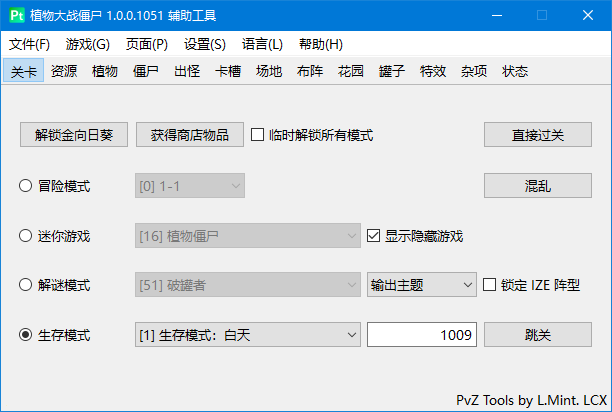 Pt 植物大战僵尸 1.0.0.1051 辅助工具
文件(F) 游戏(G) 页面(P) 设置(S) 语言(L) 帮助(H)
关卡 资源 植物 僵尸 出怪 卡槽 场地 布阵 花园 罐子 特效 杂项 状态
解锁金向日葵 获得商店物品 临时解锁所有模式 直接过关
冒险模式 [0] 1-1 混乱
迷你游戏 [16] 植物僵尸 显示隐藏游戏
解谜模式 [51] 破罐者 输出主题 锁定 IZE 阵型
生存模式 [1] 生存模式：白天 1009 跳关
PvZ Tools by L.Mint. LCX